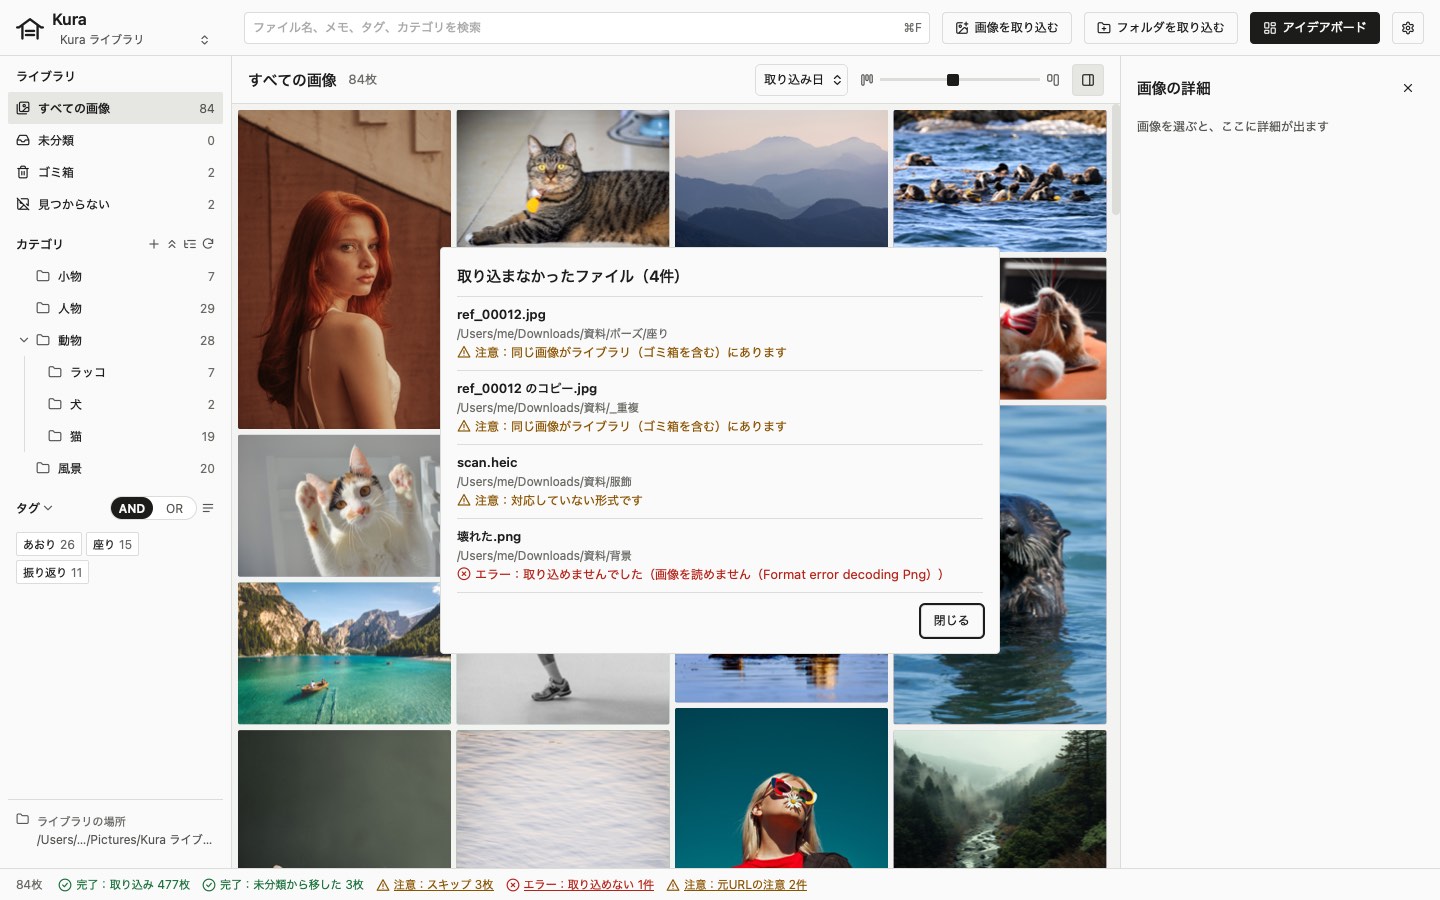 Kura
Kura ライブラリ
ファイル名、メモ、タグ、カテゴリを検索
⌘F
画像を取り込む
フォルダを取り込む
アイデアボード
ライブラリ
すべての画像 84
未分類 0
ゴミ箱 2
見つからない 2
カテゴリ
小物 7
人物 29
動物 28
ラッコ 7
犬 2
猫 19
風景 20
タグ
AND OR
あおり 26
座り 15
振り返り 11
ライブラリの場所
/Users/.../Pictures/Kura ライブ...
すべての画像 84枚
取り込み日
取り込まなかったファイル（4件）
ref_00012.jpg
/Users/me/Downloads/資料/ポーズ/座り
注意：同じ画像がライブラリ（ゴミ箱を含む）にあります
ref_00012 のコピー.jpg
/Users/me/Downloads/資料/_重複
注意：同じ画像がライブラリ（ゴミ箱を含む）にあります
scan.heic
/Users/me/Downloads/資料/服飾
注意：対応していない形式です
壊れた.png
/Users/me/Downloads/資料/背景
エラー：取り込めませんでした（画像を読めません（Format error decoding Png））
閉じる
画像の詳細
画像を選ぶと、ここに詳細が出ます
84枚
完了：取り込み 477枚
完了：未分類から移した 3枚
注意：スキップ 3枚
エラー：取り込めない 1件
注意：元URLの注意 2件